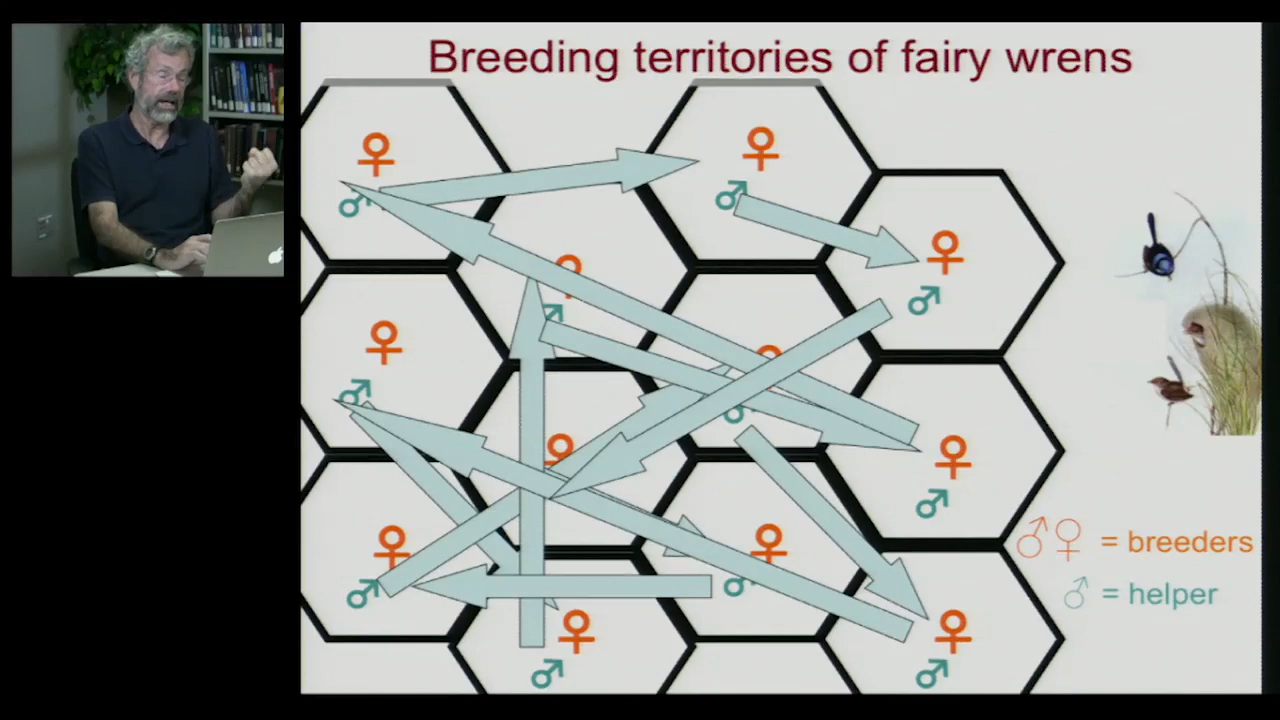 Breeding territories of fairy wrens
♂♀ = breeders
♂ = helper